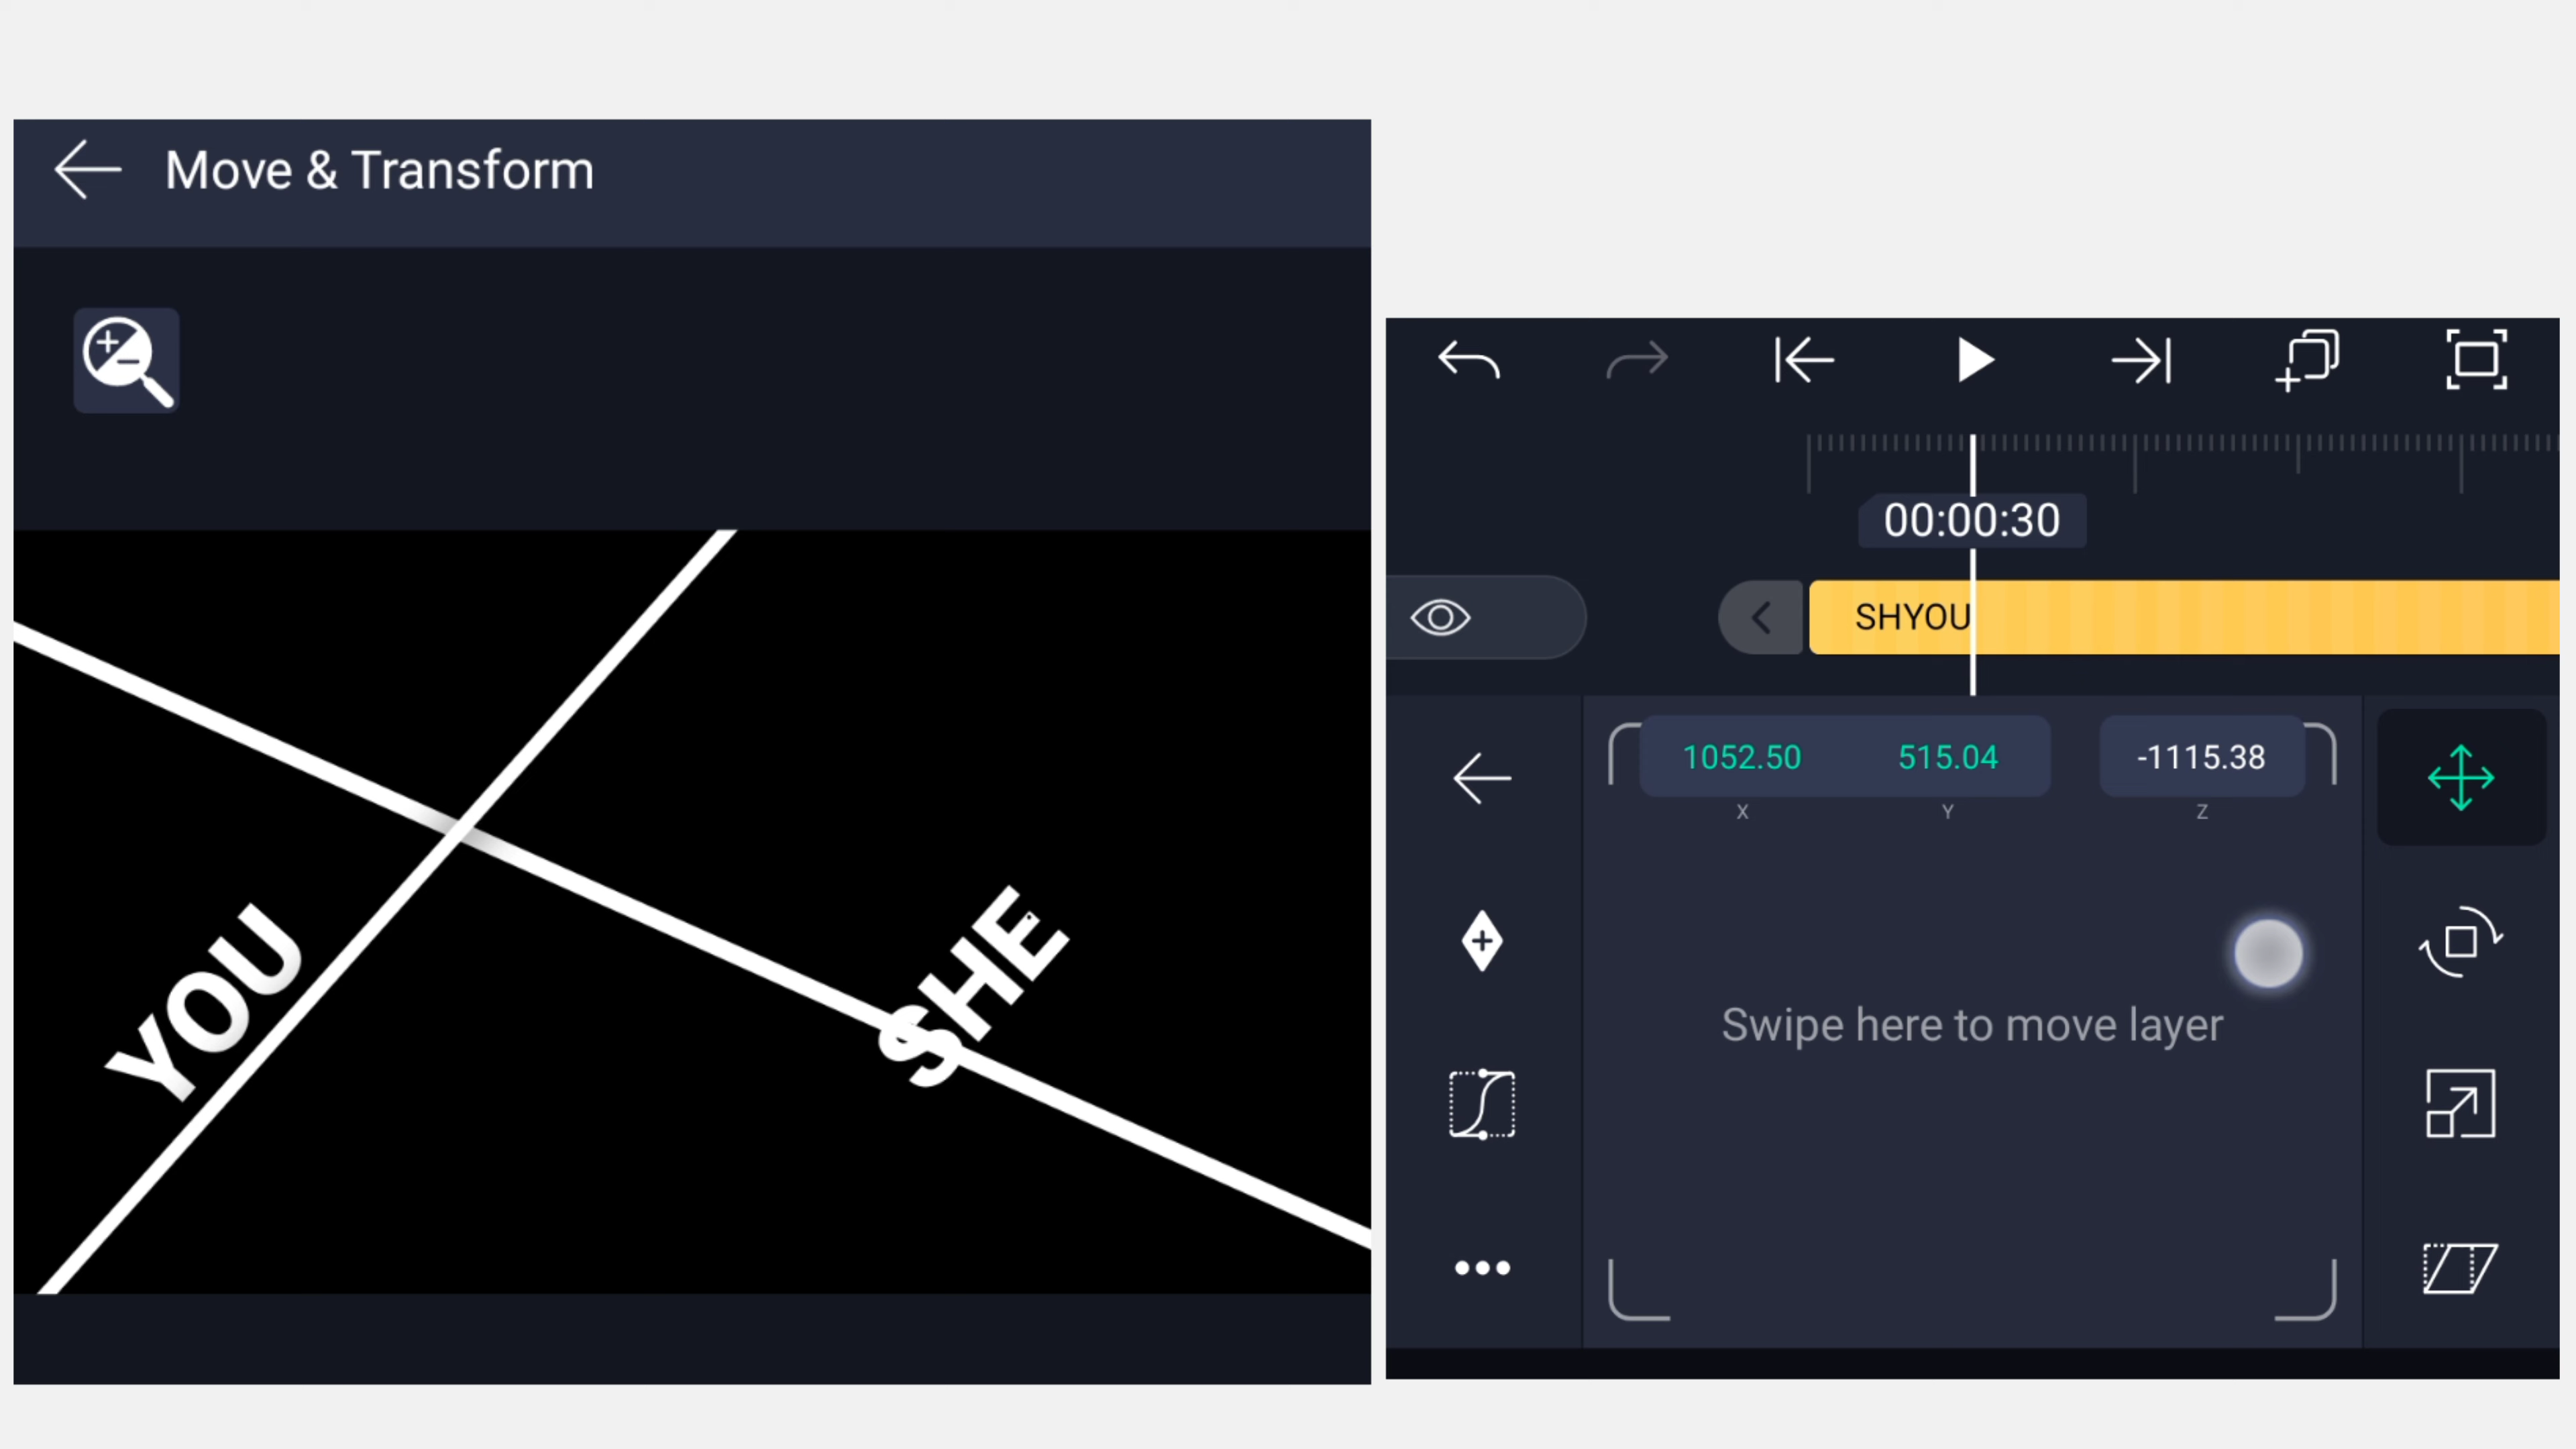 Move & Transform
YOU
SHE
00:00:30
SHYOU
1052.50 515.04 -1115.38
X Y Z
Swipe here to move layer